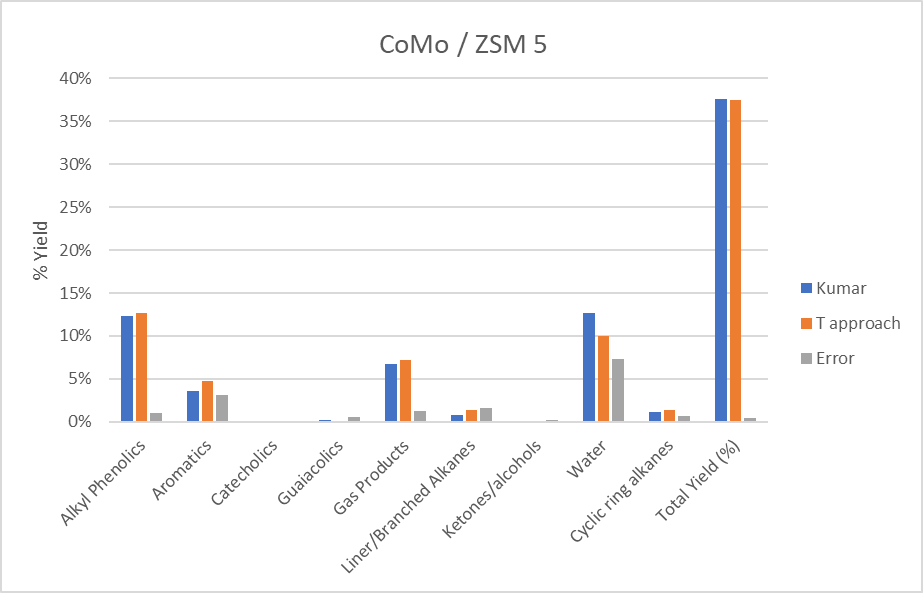 CoMo / ZSM 5
40%
35%
30%
25%
20%
15%
10%
5%
0%
% Yield
Alkyl Phenolics
Aromatics
Catecholics
Guaiacolics
Gas Products
Liner/Branched Alkanes
Ketones/alcohols
Water
Cyclic ring alkanes
Total Yield (%)
Kumar
T approach
Error